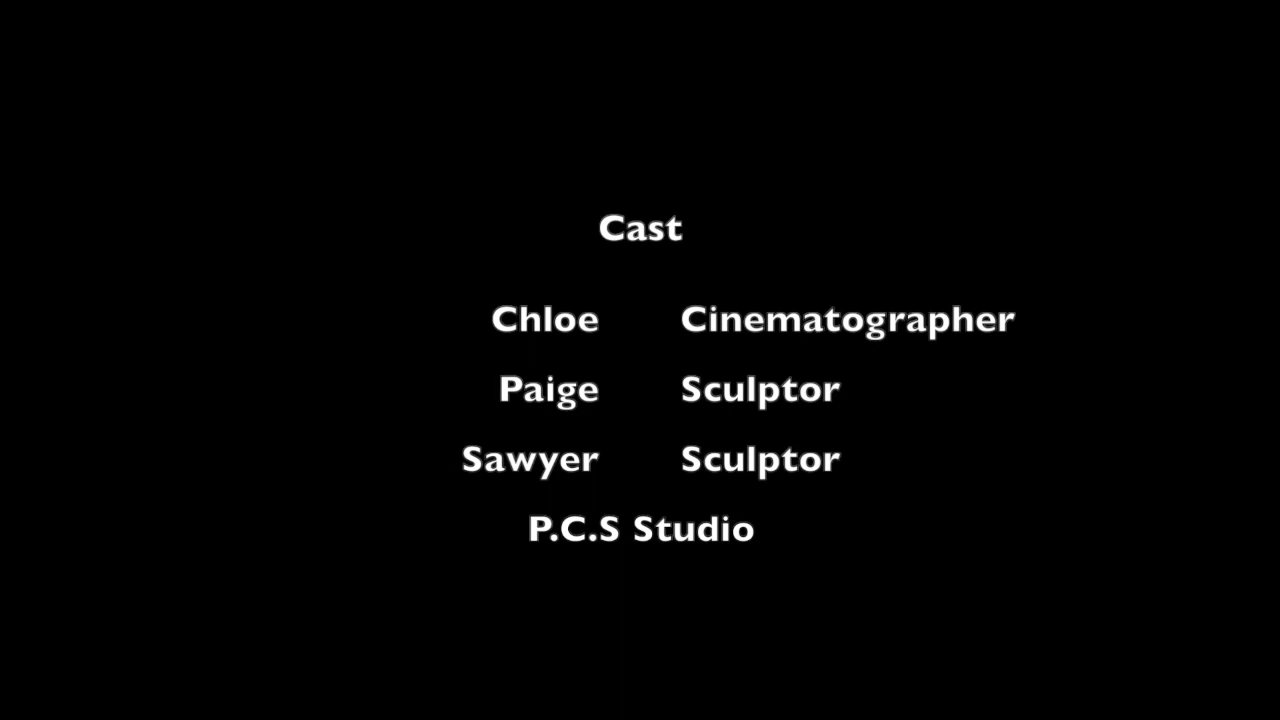 Cast
Chloe Cinematographer
Paige Sculptor
Sawyer Sculptor
P.C.S Studio